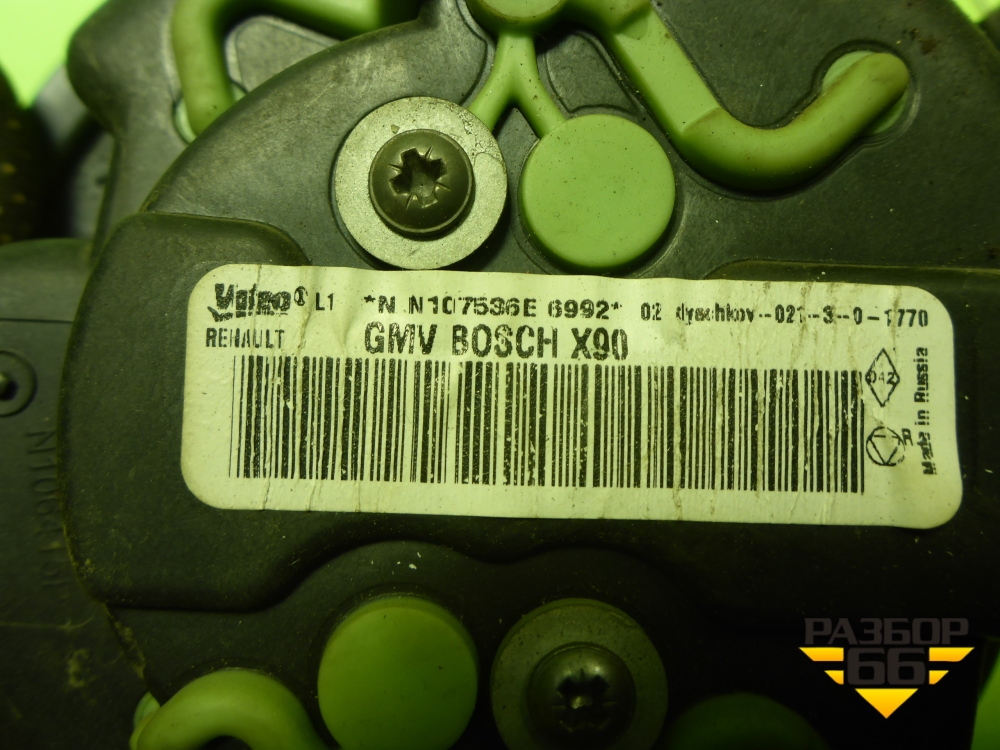 Valeo L1 *N N107536E 6992* 02 dyachkov--021--3--0--1770
RENAULT GMV BOSCH X90
942
R
Made in Russia
РАЗБОР
66